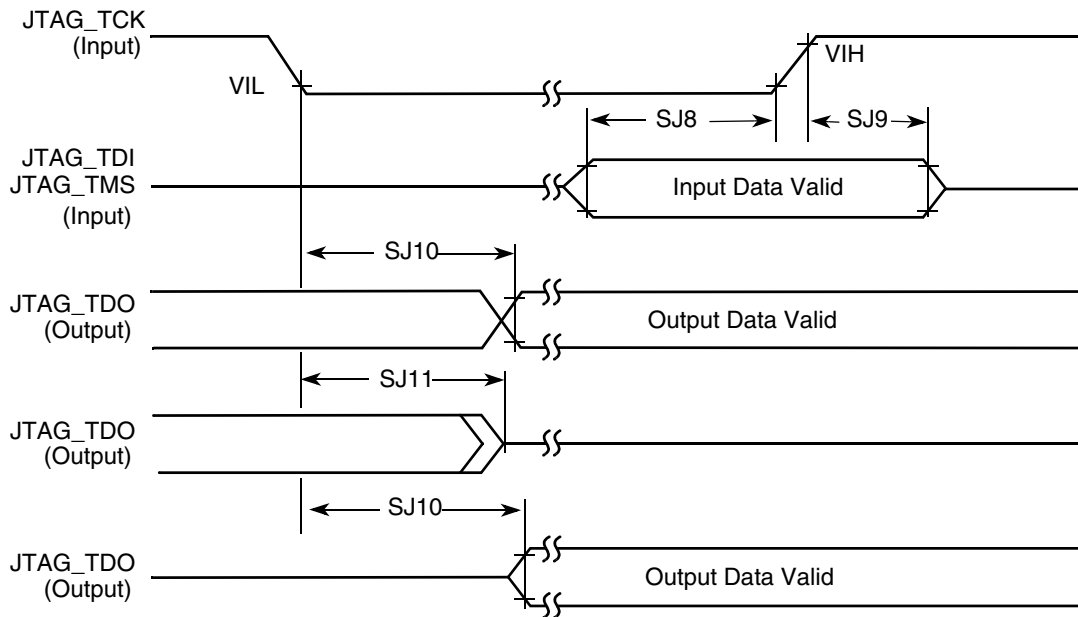 JTAG_TCK
(Input)
VIL
VIH
SJ8
SJ9
JTAG_TDI
JTAG_TMS
(Input)
Input Data Valid
SJ10
JTAG_TDO
(Output)
Output Data Valid
SJ11
JTAG_TDO
(Output)
SJ10
JTAG_TDO
(Output)
Output Data Valid